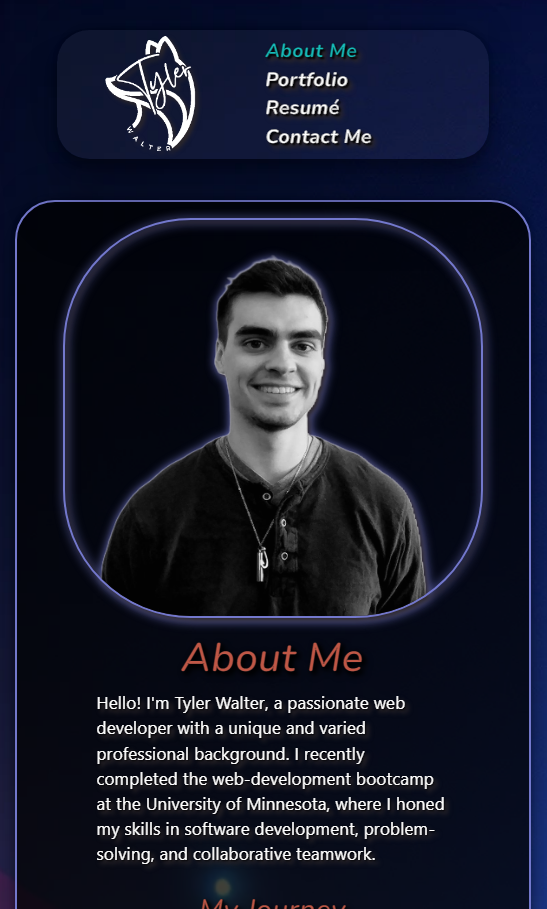 Tyler
WALTER
About Me
Portfolio
Resumé
Contact Me
About Me
Hello! I'm Tyler Walter, a passionate web
developer with a unique and varied
professional background. I recently
completed the web-development bootcamp
at the University of Minnesota, where I honed
my skills in software development, problem-
solving, and collaborative teamwork.
My Journey